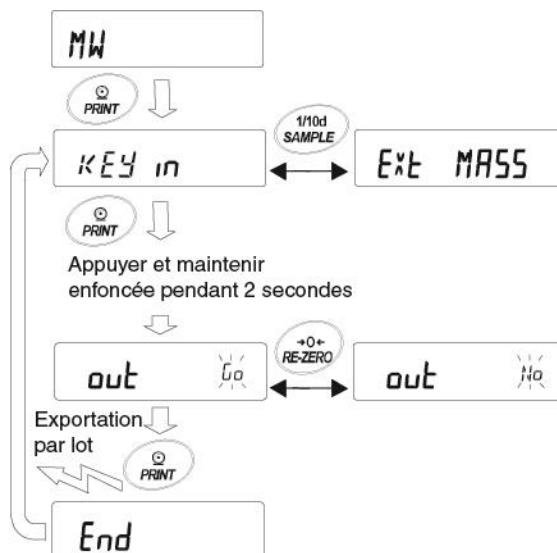 MW
PRINT
1/10d
SAMPLE
KEY in
Ext MASS
PRINT
Appuyer et maintenir
enfoncée pendant 2 secondes
→0←
RE-ZERO
out Go
out No
Exportation
par lot
PRINT
End